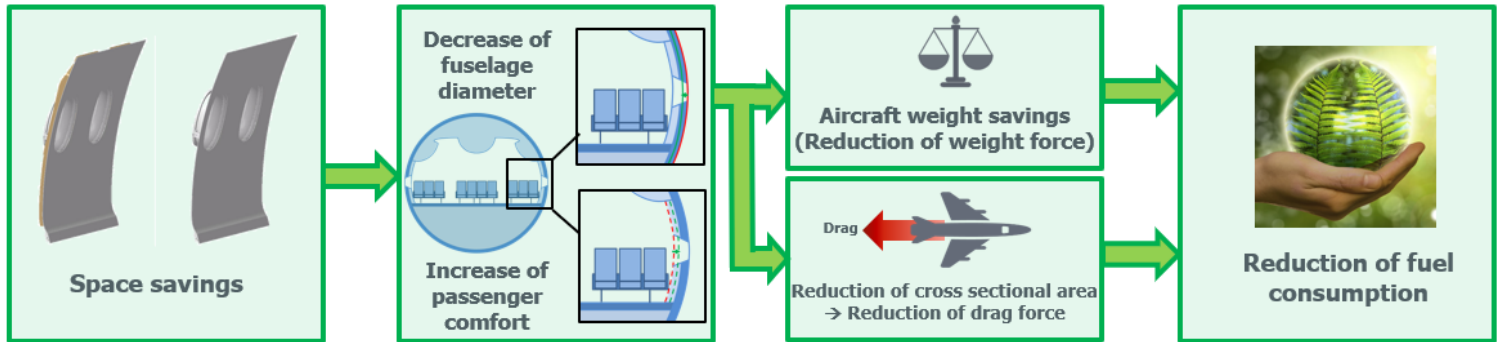 Space savings
Decrease of
fuselage
diameter
Increase of
passenger
comfort
Aircraft weight savings
(Reduction of weight force)
Drag
Reduction of cross sectional area
→ Reduction of drag force
Reduction of fuel
consumption